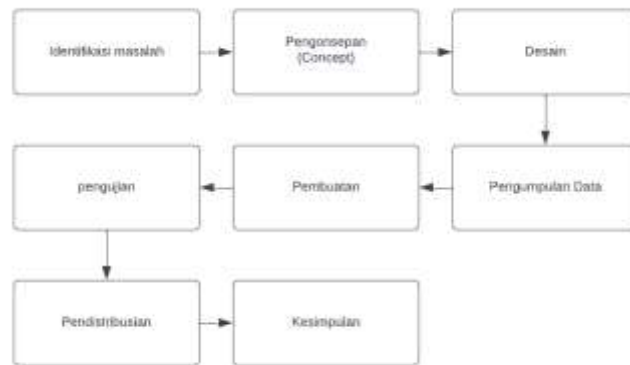 Identifikasi masalah
Pengonsepan
(Concept)
Desain
Pengumpulan Data
Pembuatan
pengujian
Pendistribusian
Kesimpulan